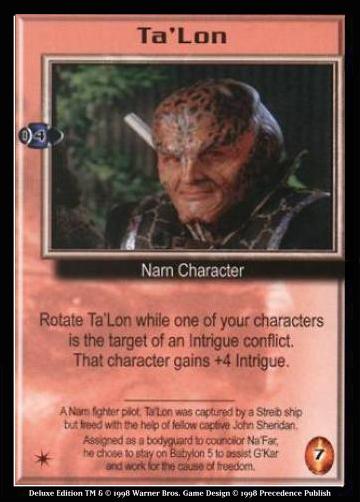 Ta'Lon
4
Narn Character
Rotate Ta'Lon while one of your characters
is the target of an Intrigue conflict.
That character gains +4 Intrigue.
A Narn fighter pilot, Ta'Lon was captured by a Streib ship
but freed with the help of fellow captive John Sheridan.
Assigned as a bodyguard to councilor Na'Far,
he chose to stay on Babylon 5 to assist G'Kar
and work for the cause of freedom.
7
Deluxe Edition TM & © 1998 Warner Bros. Game Design © 1998 Precedence Publish